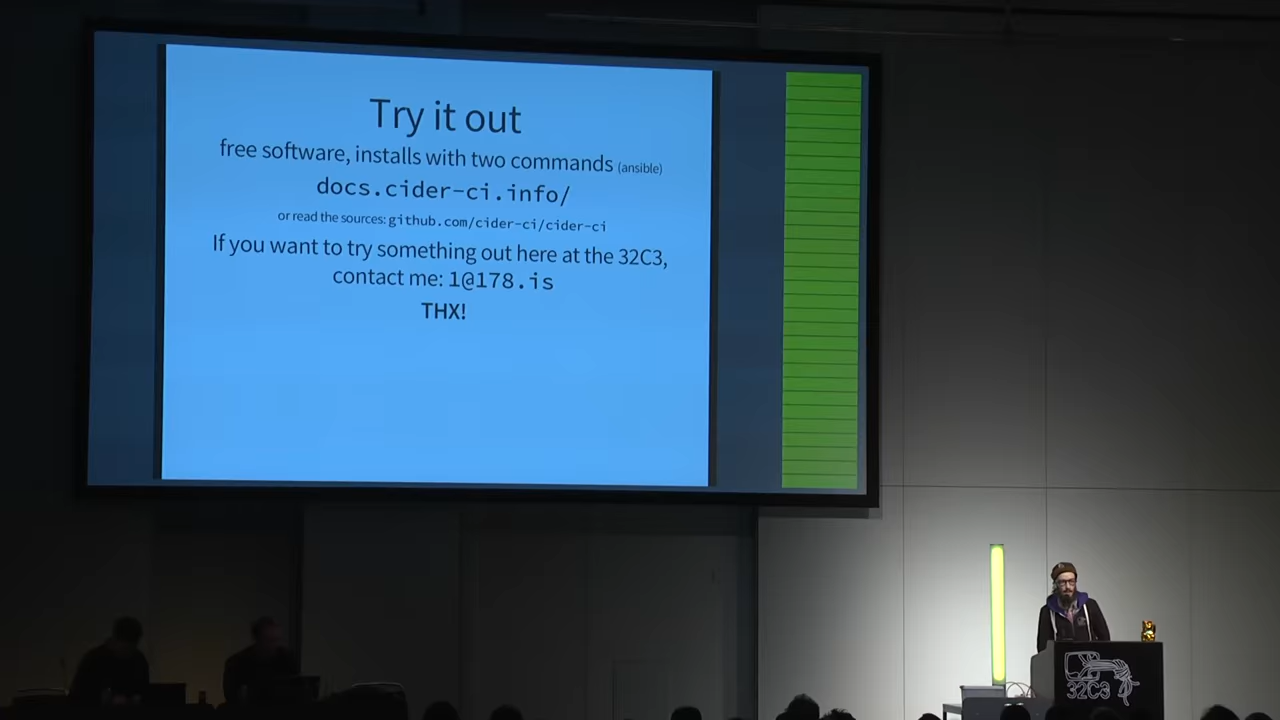 Try it out
free software, installs with two commands (ansible)
docs.cider-ci.info/
or read the sources: github.com/cider-ci/cider-ci
If you want to try something out here at the 32C3,
contact me: 1@178.is
THX!
32C3